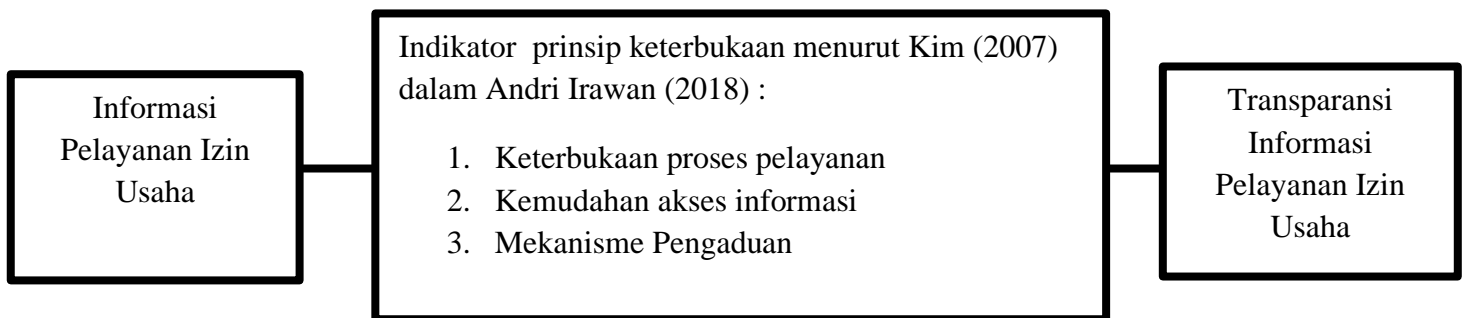 Informasi
Pelayanan Izin
Usaha
Indikator prinsip keterbukaan menurut Kim (2007)
dalam Andri Irawan (2018) :
1. Keterbukaan proses pelayanan
2. Kemudahan akses informasi
3. Mekanisme Pengaduan
Transparansi
Informasi
Pelayanan Izin
Usaha